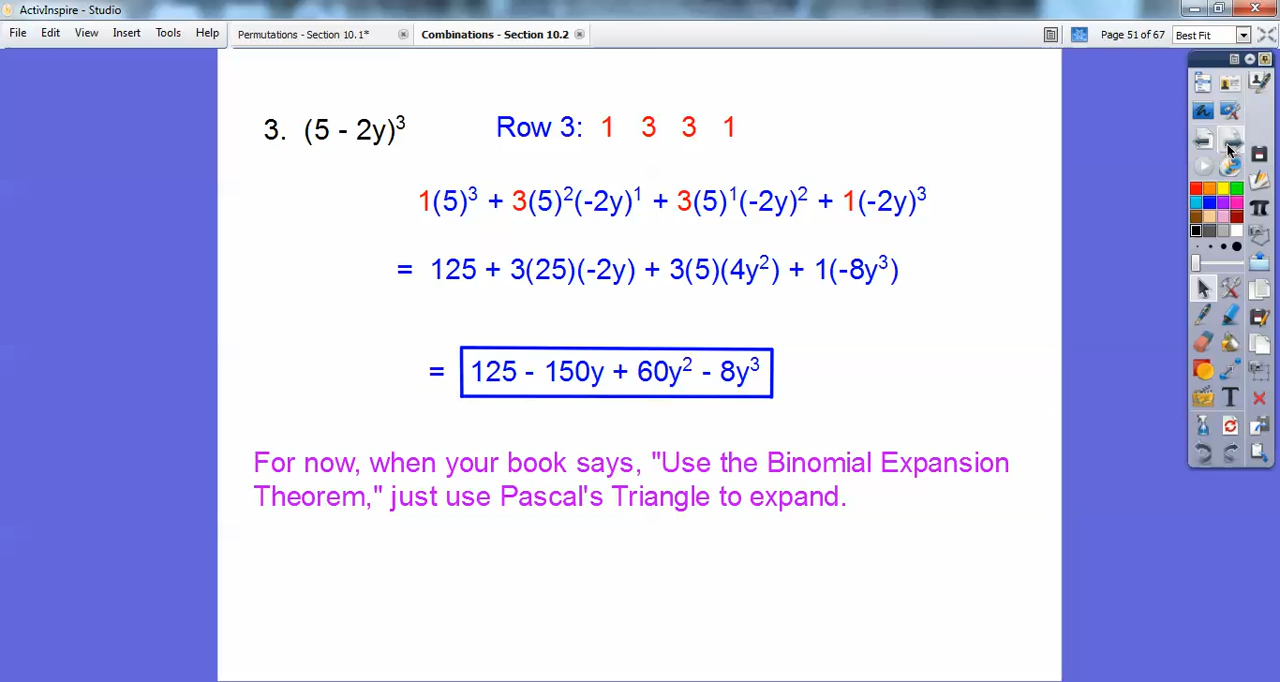 ActivInspire - Studio
File Edit View Insert Tools Help
Permutations - Section 10.1* Combinations - Section 10.2 Page 51 of 67 Best Fit
3. (5 - 2y)³ Row 3: 1 3 3 1
1(5)³ + 3(5)²(-2y)¹ + 3(5)¹(-2y)² + 1(-2y)³
= 125 + 3(25)(-2y) + 3(5)(4y²) + 1(-8y³)
= 125 - 150y + 60y² - 8y³
For now, when your book says, "Use the Binomial Expansion
Theorem," just use Pascal's Triangle to expand.